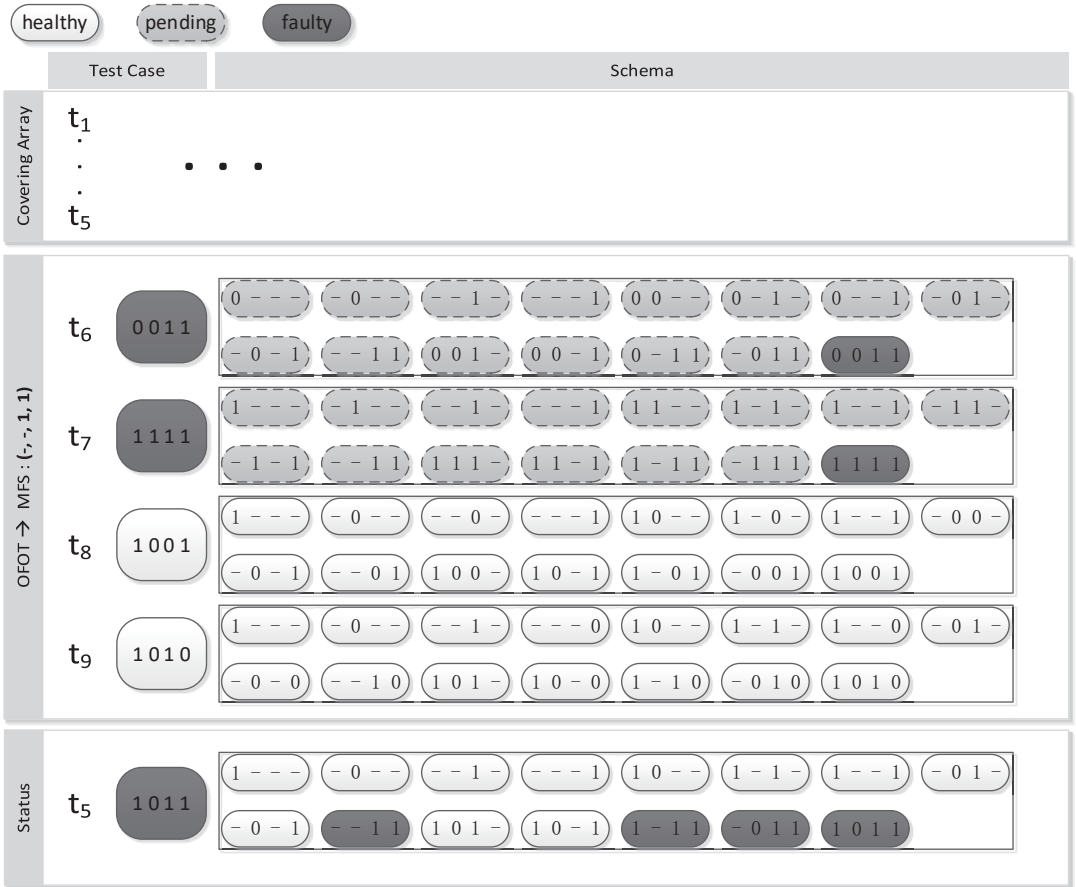 healthy pending faulty
Test Case Schema
Covering Array
t1
.
.
.
t5
. . .
OFOT → MFS : (-, -, 1, 1)
t6 0011
0 - - - - 0 - - - - 1 - - - - 1 0 0 - - 0 - 1 - 0 - - 1 - 0 1 -
- 0 - 1 - - 1 1 0 0 1 - 0 0 - 1 0 - 1 1 - 0 1 1 0 0 1 1
t7 1111
1 - - - - 1 - - - - 1 - - - - 1 1 1 - - 1 - 1 - 1 - - 1 - 1 1 -
- 1 - 1 - - 1 1 1 1 1 - 1 1 - 1 1 - 1 1 - 1 1 1 1 1 1 1
t8 1001
1 - - - - 0 - - - - 0 - - - - 1 1 0 - - 1 - 0 - 1 - - 1 - 0 0 -
- 0 - 1 - - 0 1 1 0 0 - 1 0 - 1 1 - 0 1 - 0 0 1 1 0 0 1
t9 1010
1 - - - - 0 - - - - 1 - - - - 0 1 0 - - 1 - 1 - 1 - - 0 - 0 1 -
- 0 - 0 - - 1 0 1 0 1 - 1 0 - 0 1 - 1 0 - 0 1 0 1 0 1 0
Status
t5 1011
1 - - - - 0 - - - - 1 - - - - 1 1 0 - - 1 - 1 - 1 - - 1 - 0 1 -
- 0 - 1 - - 1 1 1 0 1 - 1 0 - 1 1 - 1 1 - 0 1 1 1 0 1 1